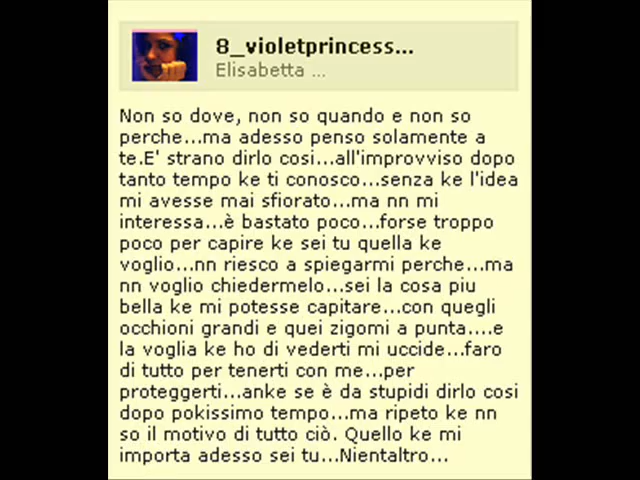 8_violetprincess...
Elisabetta ...
Non so dove, non so quando e non so
perche...ma adesso penso solamente a
te.E' strano dirlo cosi...all'improvviso dopo
tanto tempo ke ti conosco...senza ke l'idea
mi avesse mai sfiorato...ma nn mi
interessa...è bastato poco...forse troppo
poco per capire ke sei tu quella ke
voglio...nn riesco a spiegarmi perche...ma
nn voglio chiedermelo...sei la cosa piu
bella ke mi potesse capitare...con quegli
occhioni grandi e quei zigomi a punta....e
la voglia ke ho di vederti mi uccide...faro
di tutto per tenerti con me...per
proteggerti...anke se è da stupidi dirlo cosi
dopo pokissimo tempo...ma ripeto ke nn
so il motivo di tutto ciò. Quello ke mi
importa adesso sei tu...Nientaltro...